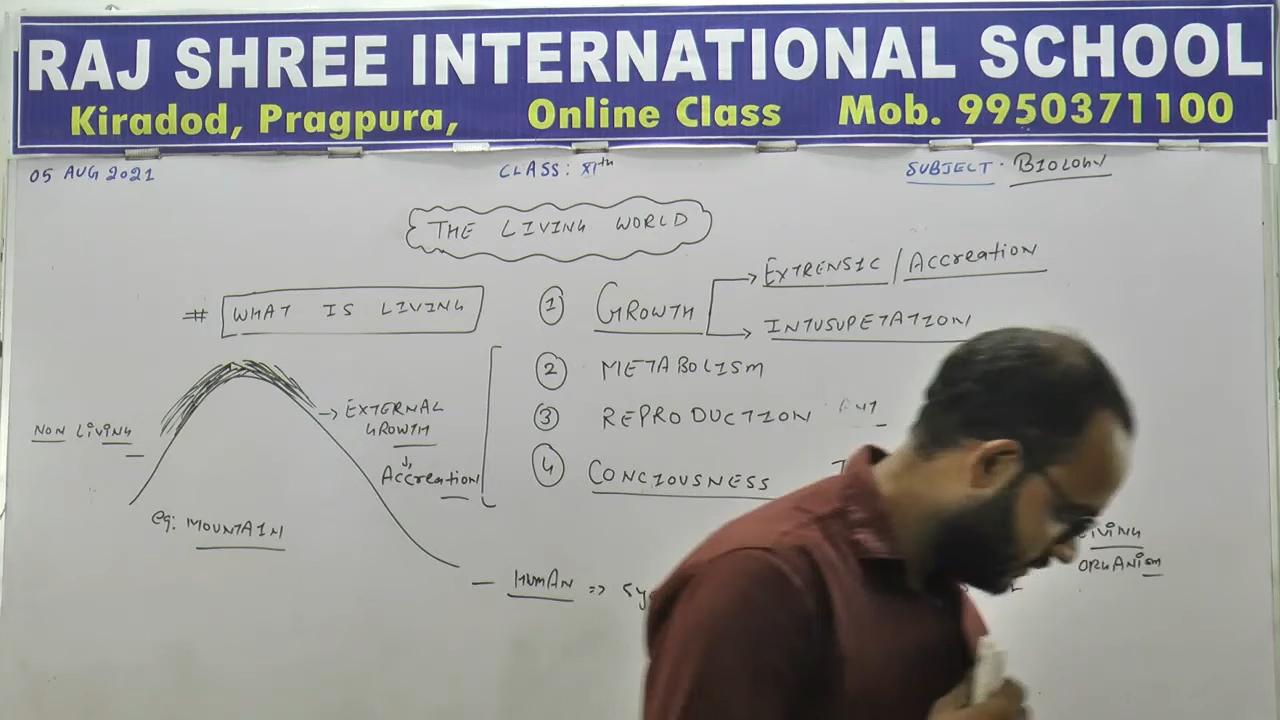 RAJ SHREE INTERNATIONAL SCHOOL
Kiradod, Pragpura, Online Class Mob. 9950371100
05 AUG 2021 CLASS: XIth SUBJECT - BIOLOGY
THE LIVING WORLD
# WHAT IS LIVING
① GROWTH
EXTRENSIC / Accreation
INTUSUPETATION
② METABOLISM
③ REPRODUCTION
④ CONCIOUSNESS
NON LIVING
→ EXTERNAL
GROWTH
↓
Accreation
eg: MOUNTAIN
LIVING
ORGANISM
— HUMAN =>